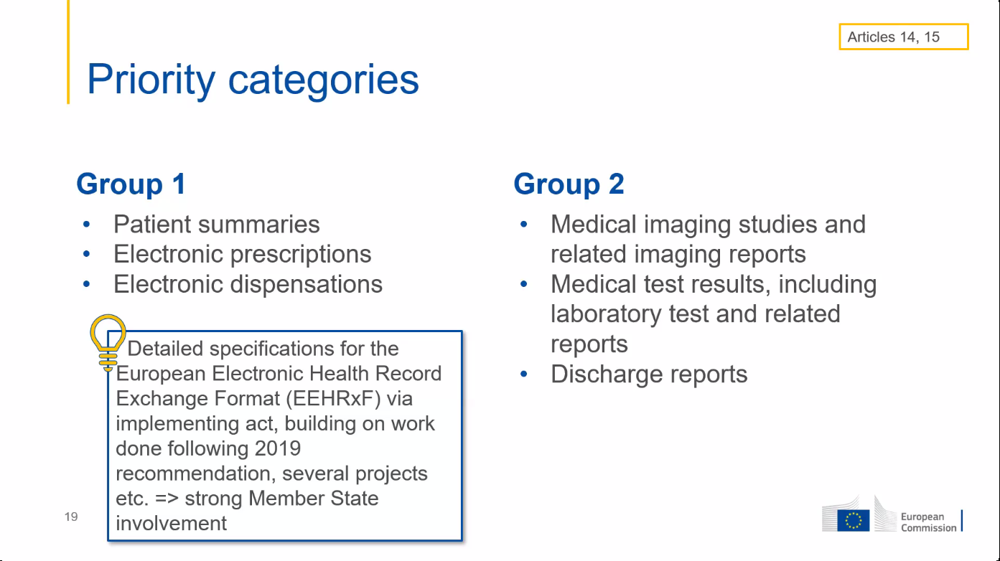 Articles 14, 15
Priority categories
Group 1
• Patient summaries
• Electronic prescriptions
• Electronic dispensations
Detailed specifications for the
European Electronic Health Record
Exchange Format (EEHRxF) via
implementing act, building on work
done following 2019
recommendation, several projects
etc. => strong Member State
involvement
Group 2
• Medical imaging studies and
related imaging reports
• Medical test results, including
laboratory test and related
reports
• Discharge reports
19
European
Commission